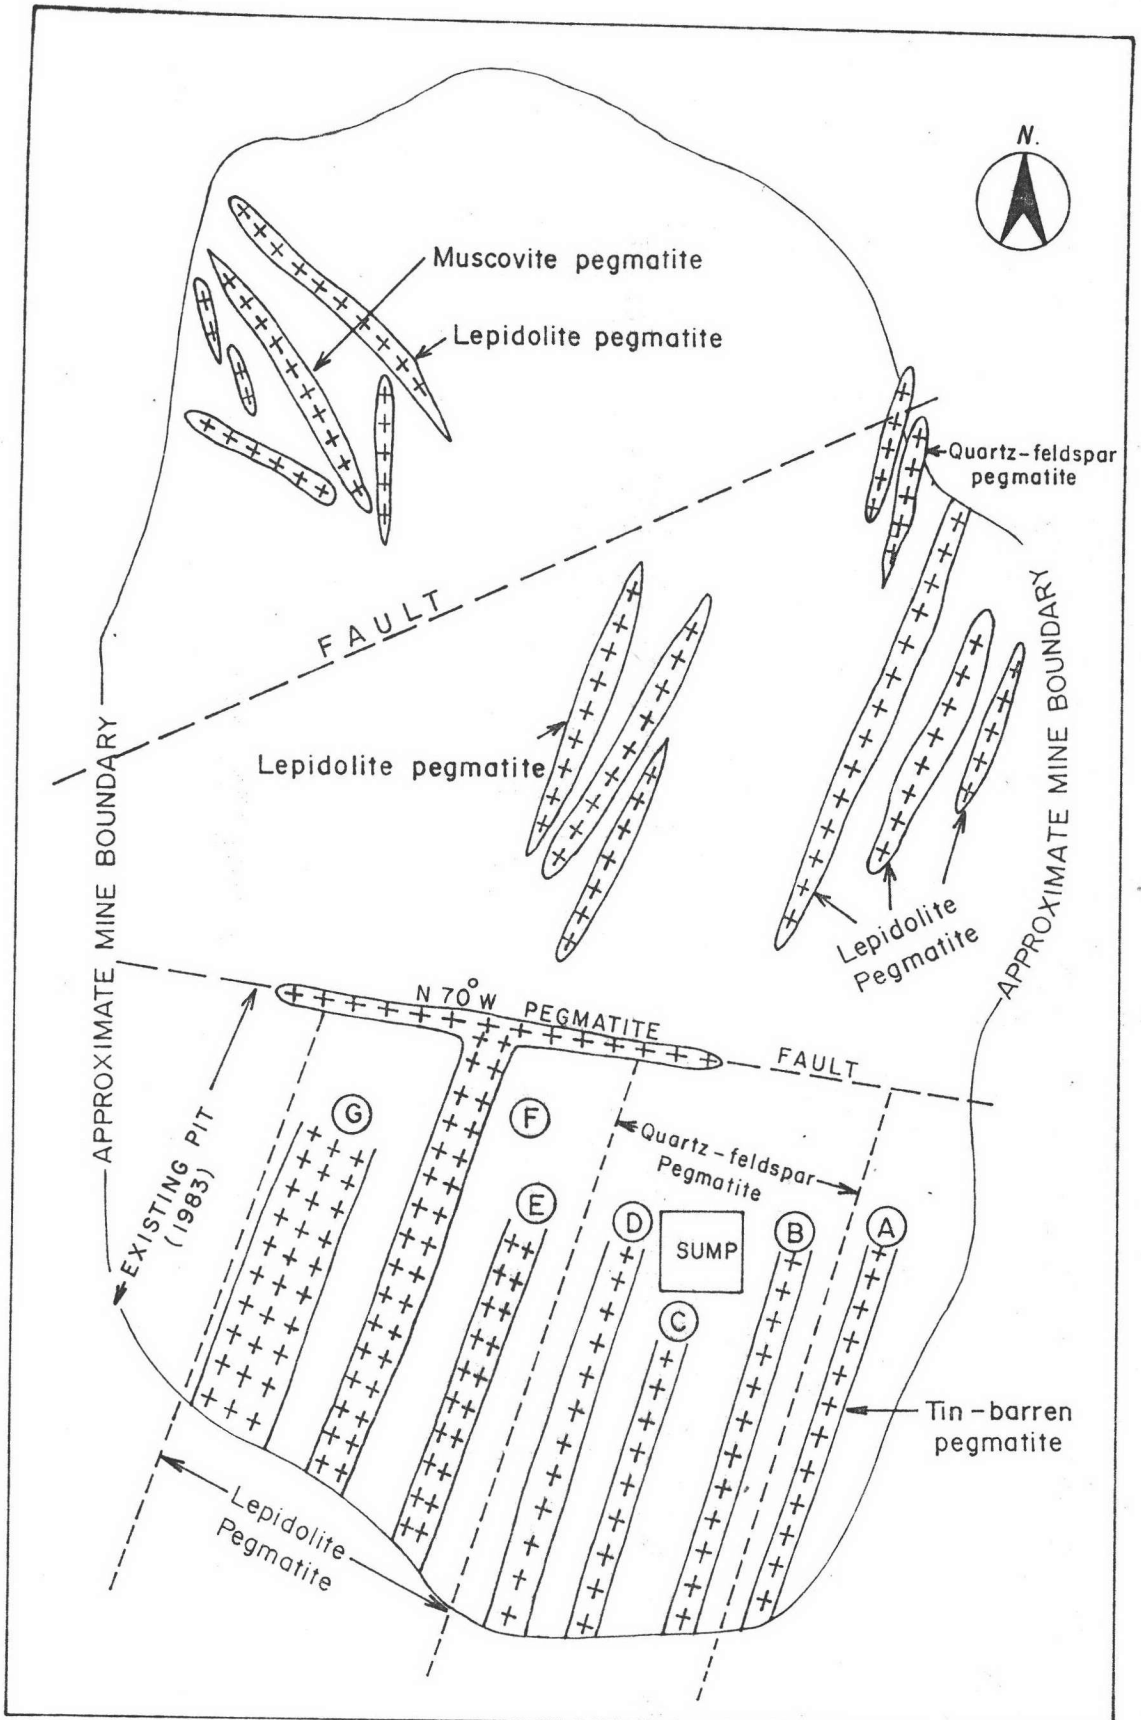 N.
Muscovite pegmatite
Lepidolite pegmatite
Quartz-feldspar
pegmatite
FAULT
Lepidolite pegmatite
APPROXIMATE MINE BOUNDARY
APPROXIMATE MINE BOUNDARY
Lepidolite
Pegmatite
N 70° W PEGMATITE
FAULT
EXISTING PIT
(1983)
G
F
Quartz-feldspar
Pegmatite
E
D
SUMP
B
A
C
Tin-barren
pegmatite
Lepidolite
Pegmatite